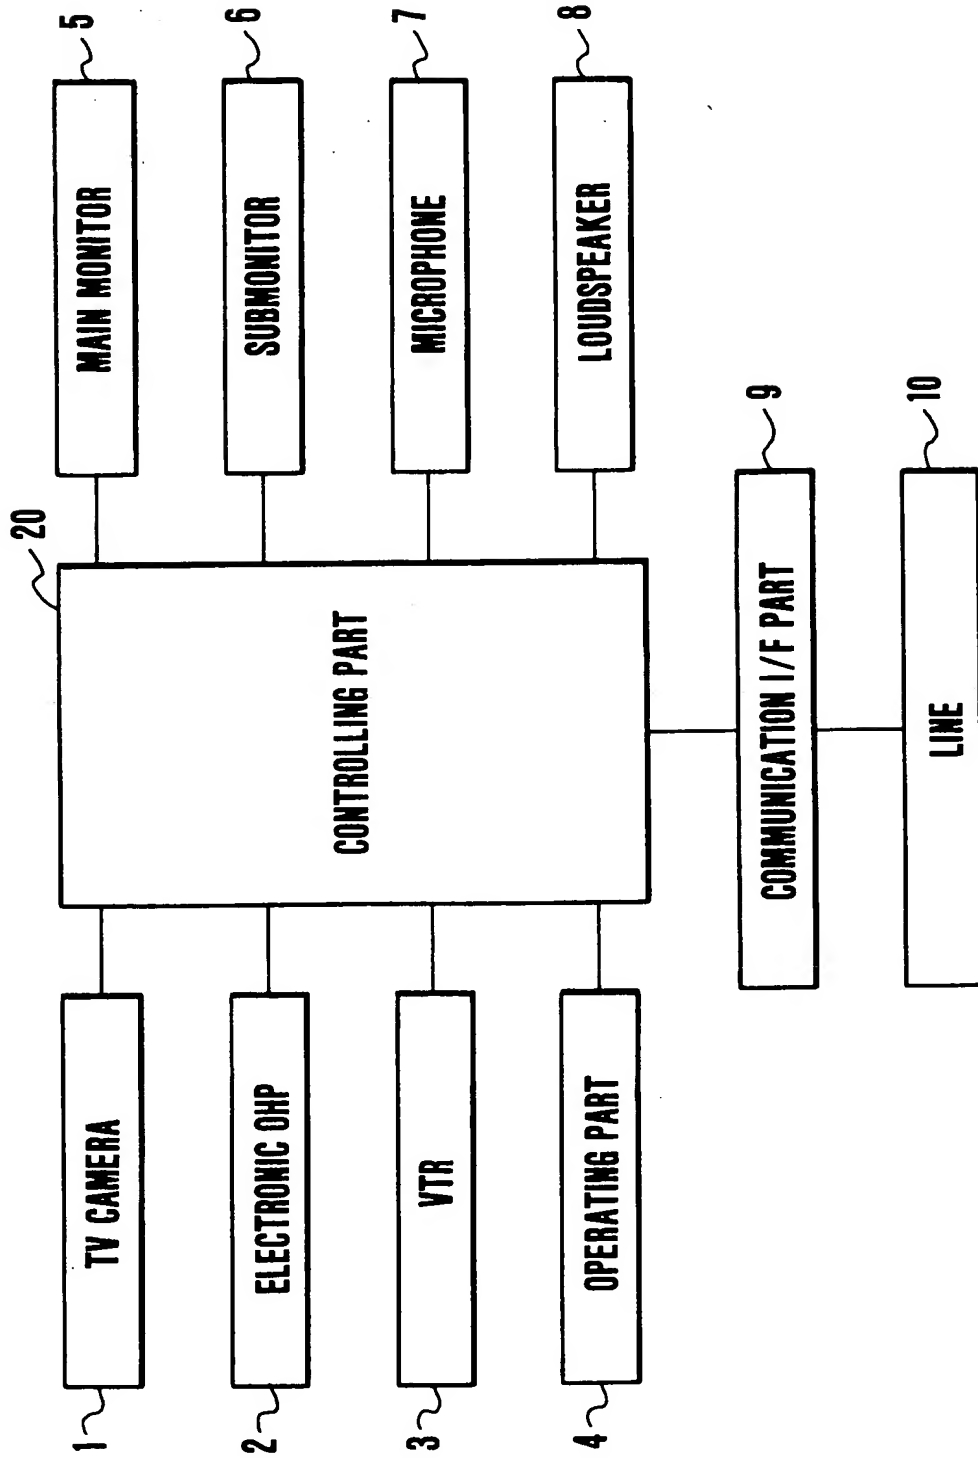 20
1 TV CAMERA
MAIN MONITOR 5
2 ELECTRONIC OHP
SUBMONITOR 6
CONTROLLING PART
3 VTR
MICROPHONE 7
4 OPERATING PART
LOUDSPEAKER 8
COMMUNICATION I/F PART 9
LINE 10